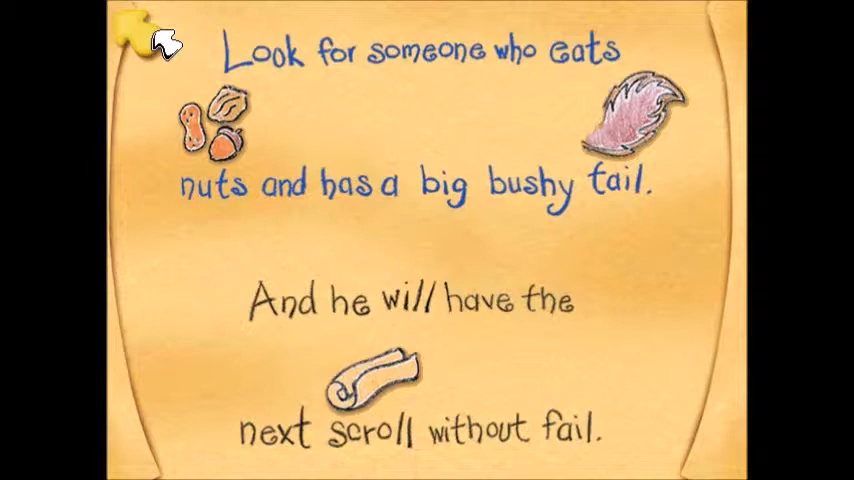 Look for someone who eats
nuts and has a big bushy tail.
And he will have the
next scroll without fail.